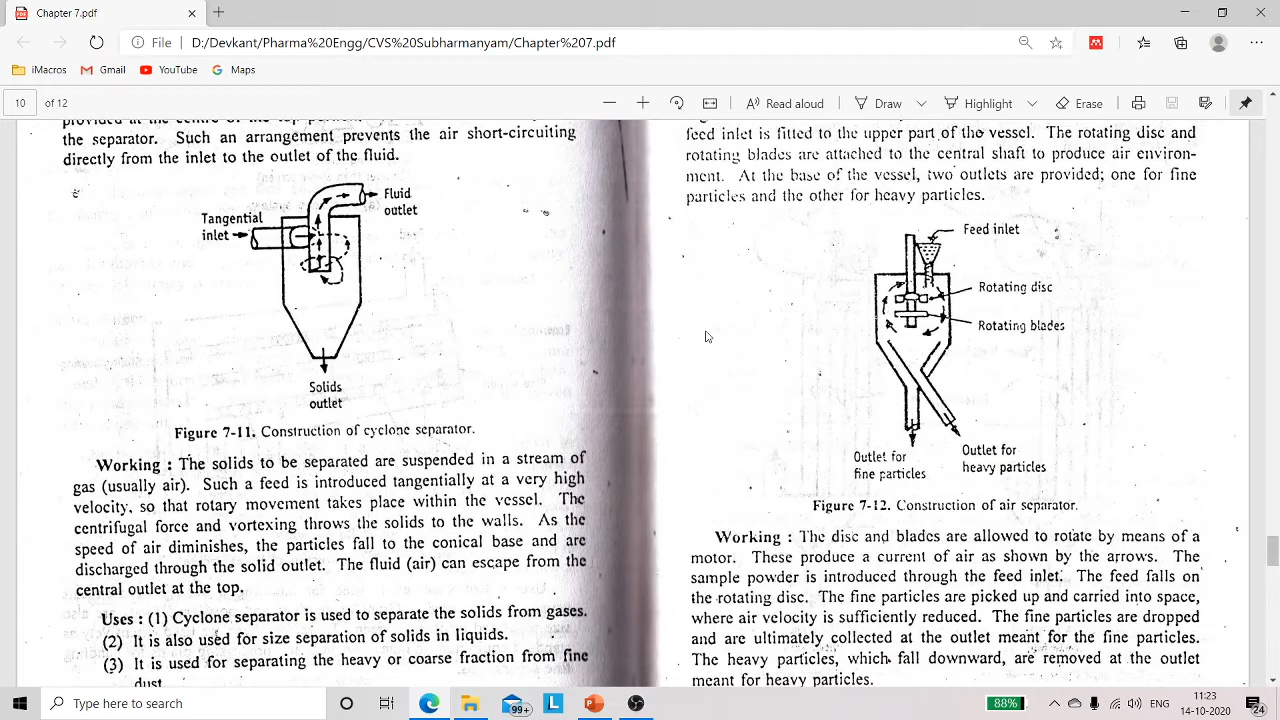 Chapter 7.pdf
File
D:/Devkant/Pharma%20Engg/CVS%20Subharmanyam/Chapter%207.pdf
iMacros
Gmail
YouTube
Maps
10 of 12
Read aloud
Draw
Highlight
Erase
the separator. Such an arrangement prevents the air short-circuiting
directly from the inlet to the outlet of the fluid.
Fluid
outlet
Tangential
inlet
Solids
outlet
Figure 7-11. Construction of cyclone separator.
Working : The solids to be separated are suspended in a stream of
gas (usually air). Such a feed is introduced tangentially at a very high
velocity, so that rotary movement takes place within the vessel. The
centrifugal force and vortexing throws the solids to the walls. As the
speed of air diminishes, the particles fall to the conical base and are
discharged through the solid outlet. The fluid (air) can escape from the
central outlet at the top.
Uses : (1) Cyclone separator is used to separate the solids from gases.
(2) It is also used for size separation of solids in liquids.
(3) It is used for separating the heavy or coarse fraction from fine
dust
feed inlet is fitted to the upper part of the vessel. The rotating disc and
rotating blades are attached to the central shaft to produce air environ-
ment. At the base of the vessel, two outlets are provided; one for fine
particles and the other for heavy particles.
Feed inlet
Rotating disc
Rotating blades
Outlet for
fine particles
Outlet for
heavy particles
Figure 7-12. Construction of air separator.
Working : The disc and blades are allowed to rotate by means of a
motor. These produce a current of air as shown by the arrows. The
sample powder is introduced through the feed inlet. The feed falls on
the rotating disc. The fine particles are picked up and carried into space,
where air velocity is sufficiently reduced. The fine particles are dropped
and are ultimately collected at the outlet meant for the fine particles.
The heavy particles, which fall downward, are removed at the outlet
meant for heavy particles.
Type here to search
99+
88%
ENG
11:23
14-10-2020
24